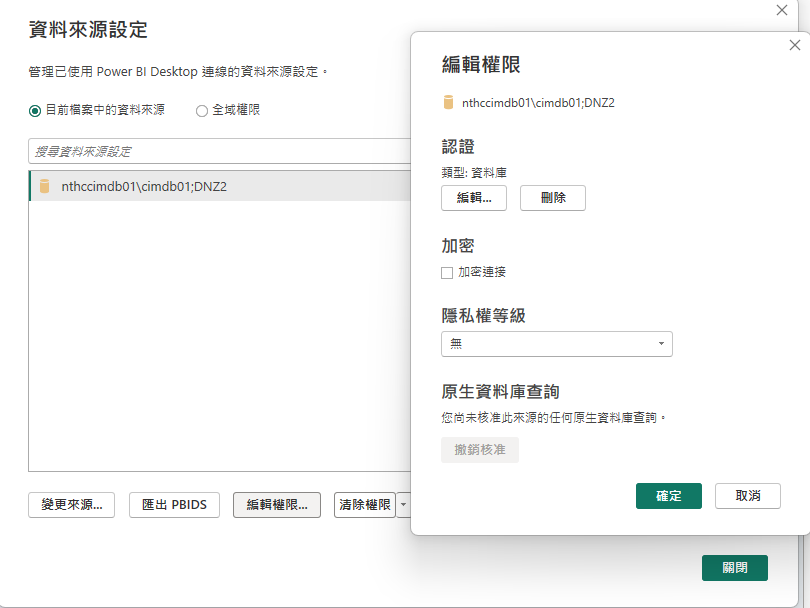 資料來源設定
管理已使用 Power BI Desktop 連線的資料來源設定。
目前檔案中的資料來源
全域權限
搜尋資料來源設定
nthccimdb01\cimdb01;DNZ2
變更來源...
匯出 PBIDS
編輯權限...
清除權限
關閉
編輯權限
nthccimdb01\cimdb01;DNZ2
認證
類型: 資料庫
編輯...
刪除
加密
加密連接
隱私權等級
無
原生資料庫查詢
您尚未核准此來源的任何原生資料庫查詢。
撤銷核准
確定
取消